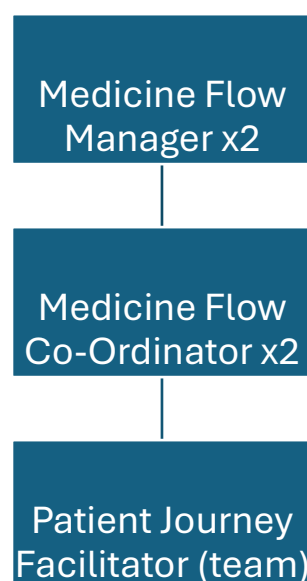 Medicine Flow
Manager x2
Medicine Flow
Co-Ordinator x2
Patient Journey
Facilitator (team)